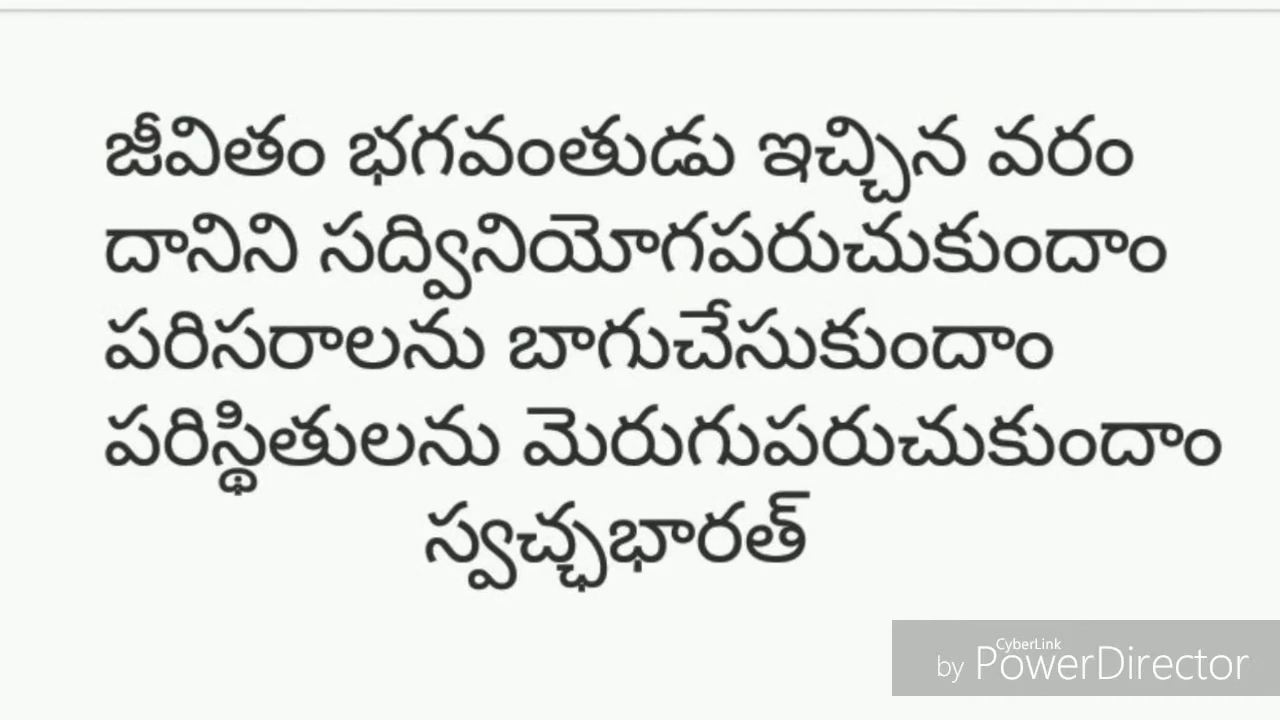 జీవితం భగవంతుడు ఇచ్చిన వరం
దానిని సద్వినియోగపరుచుకుందాం
పరిసరాలను బాగుచేసుకుందాం
పరిస్థితులను మెరుగుపరుచుకుందాం
స్వచ్ఛభారత్
CyberLink
by PowerDirector